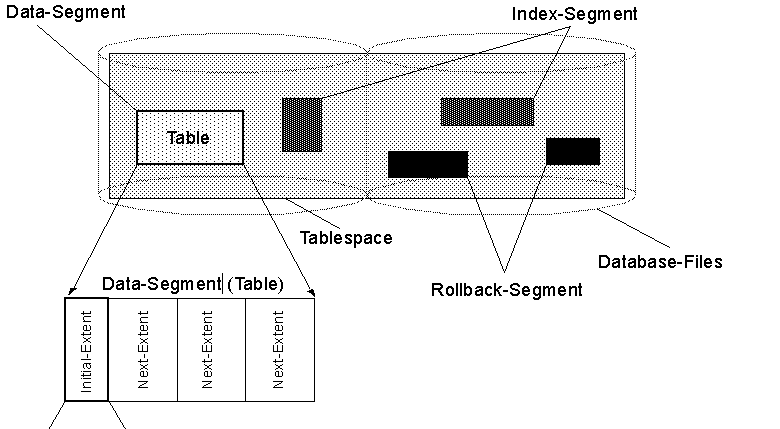 Data-Segment
Index-Segment
Table
Tablespace
Database-Files
Rollback-Segment
Data-Segment (Table)
Initial-Extent
Next-Extent
Next-Extent
Next-Extent